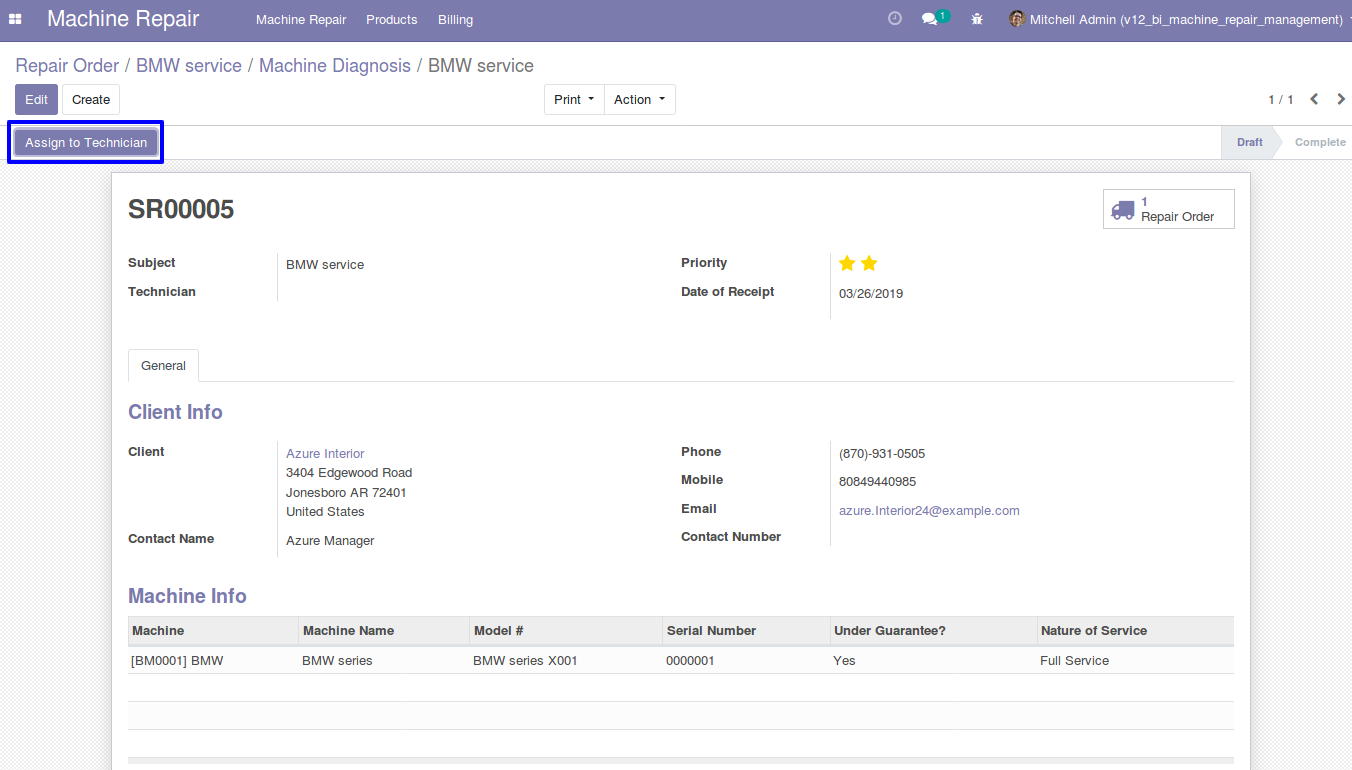 Machine Repair Machine Repair Products Billing 1 Mitchell Admin (v12_bi_machine_repair_management)
Repair Order / BMW service / Machine Diagnosis / BMW service
Edit Create Print Action 1 / 1
Assign to Technician Draft Complete
SR00005
1
Repair Order
Subject BMW service Priority
Technician Date of Receipt 03/26/2019
General
Client Info
Client Azure Interior Phone (870)-931-0505
3404 Edgewood Road
Jonesboro AR 72401 Mobile 80849440985
United States Email azure.Interior24@example.com
Contact Name Azure Manager Contact Number
Machine Info
Machine Machine Name Model # Serial Number Under Guarantee? Nature of Service
[BM0001] BMW BMW series BMW series X001 0000001 Yes Full Service